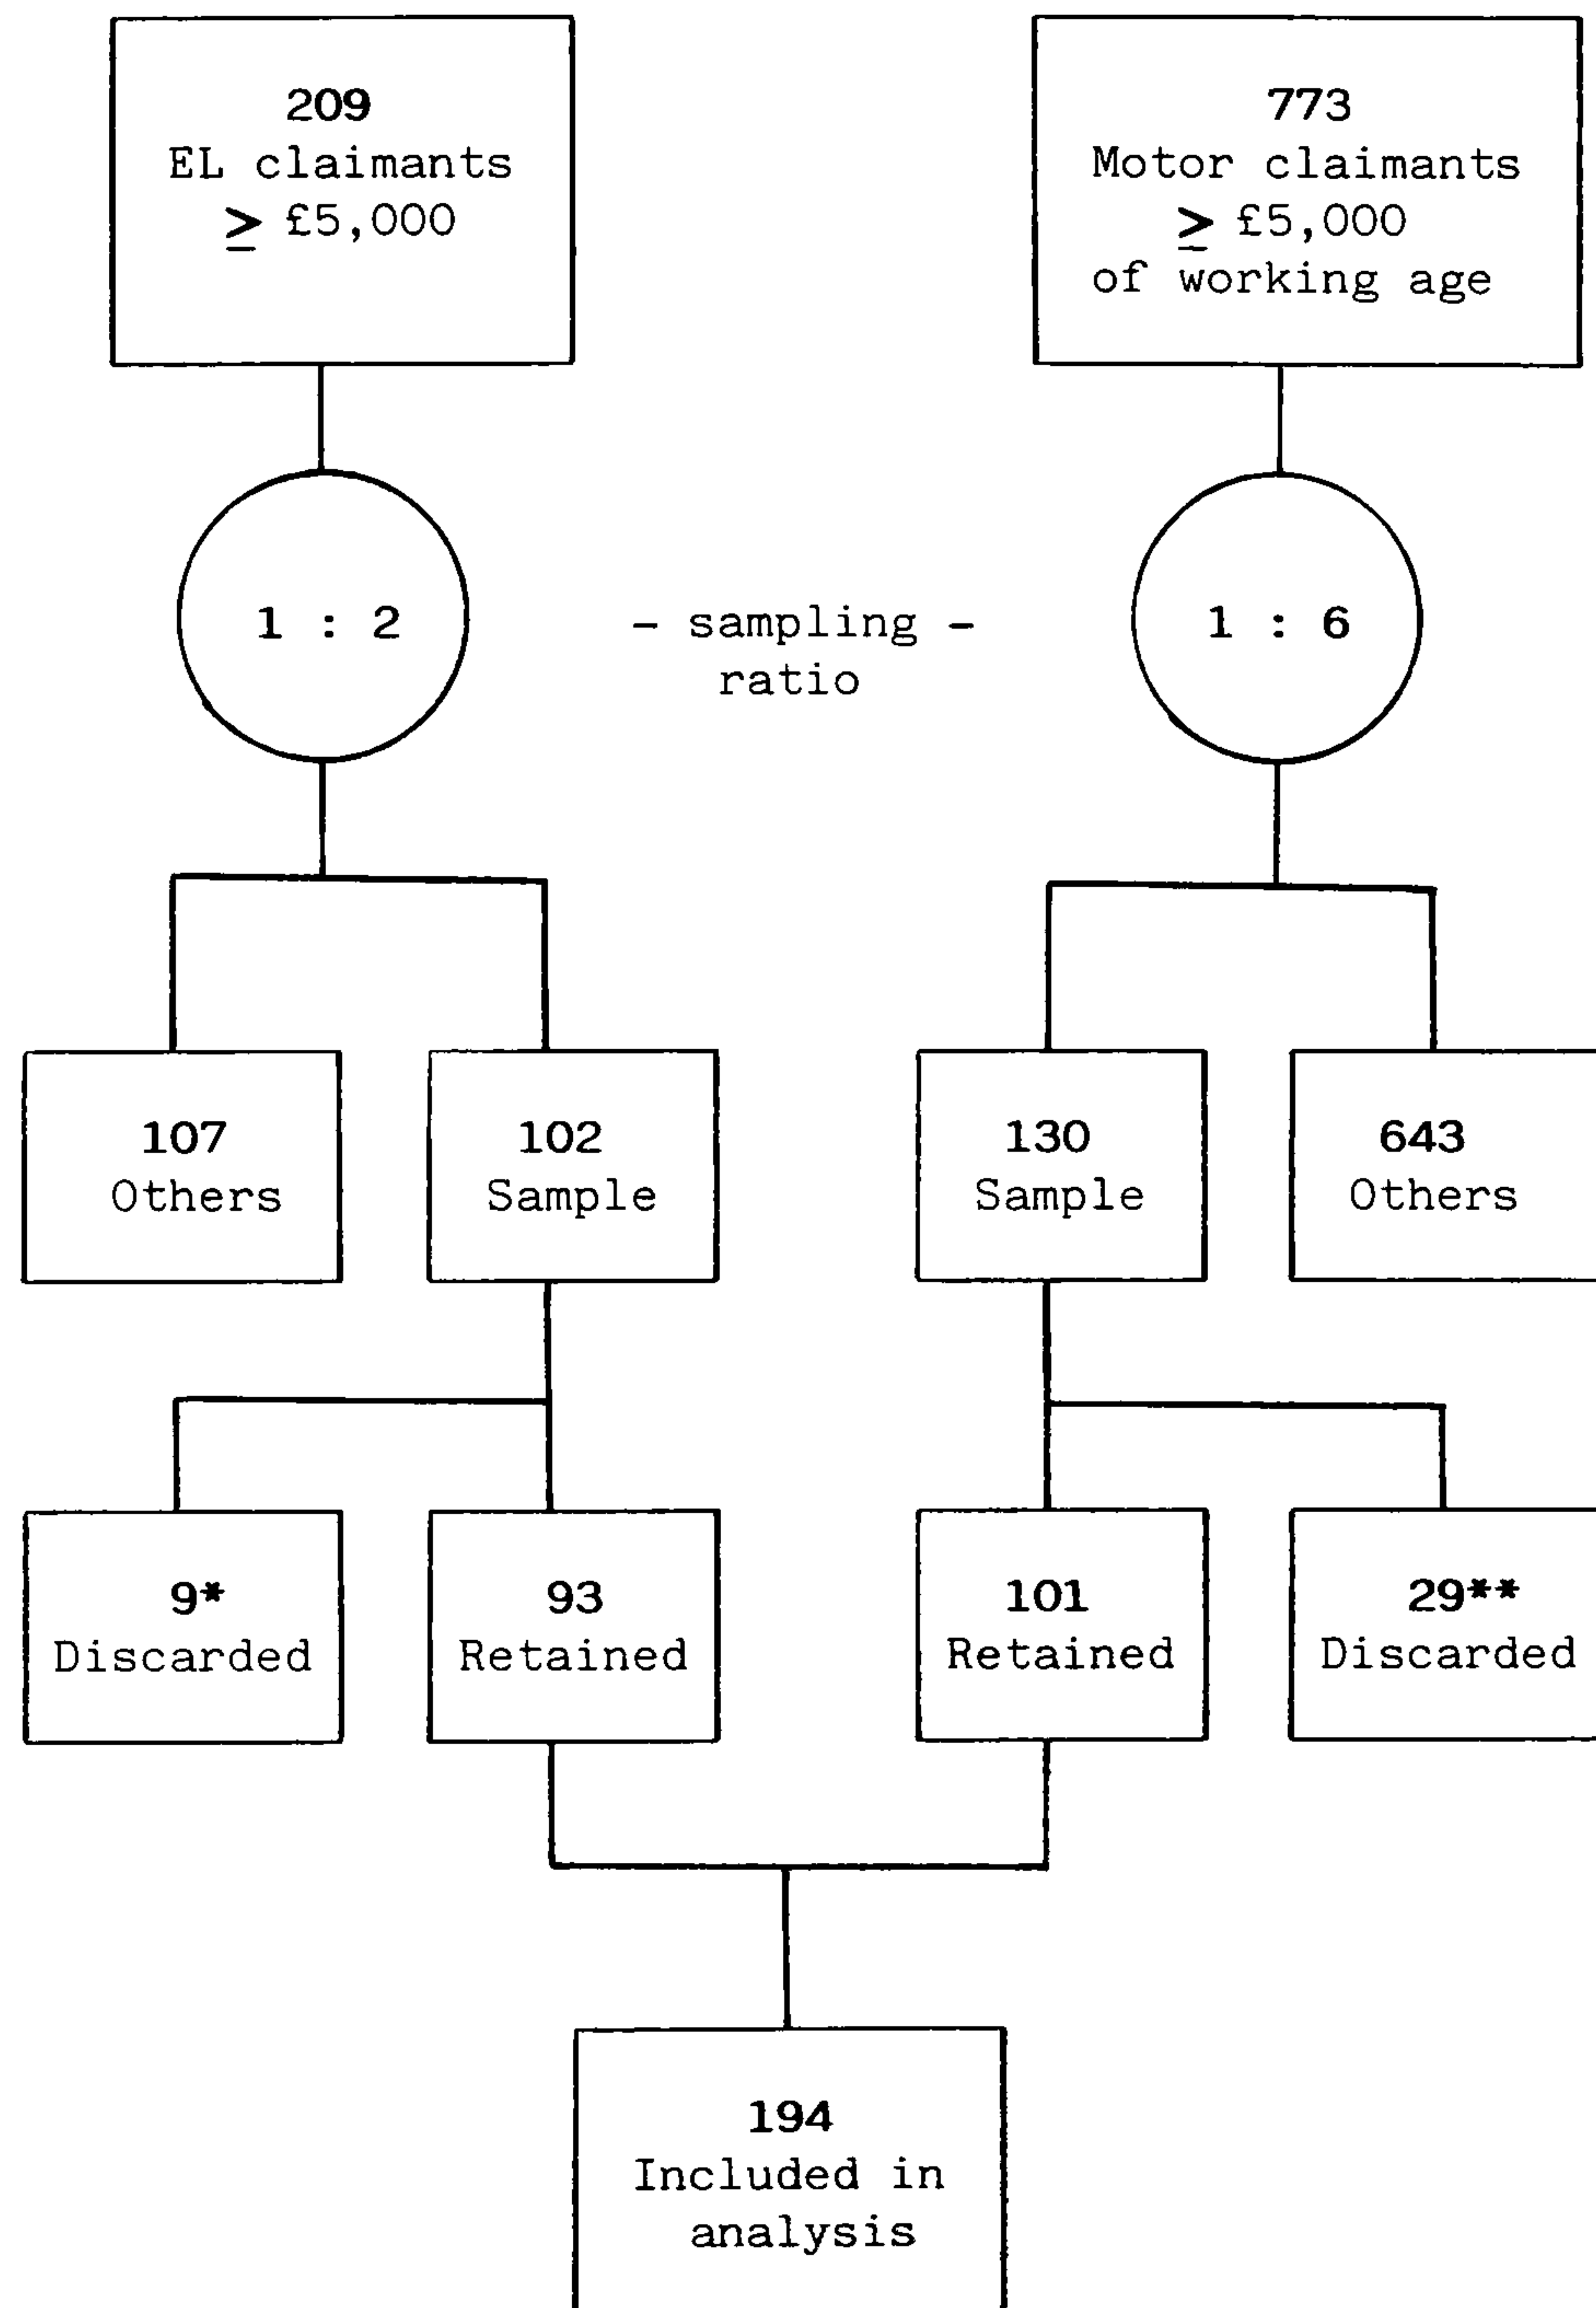 209
EL claimants
≥ £5,000
773
Motor claimants
≥ £5,000
of working age
1 : 2
- sampling -
ratio
1 : 6
107
Others
102
Sample
130
Sample
643
Others
9*
Discarded
93
Retained
101
Retained
29**
Discarded
194
Included in
analysis